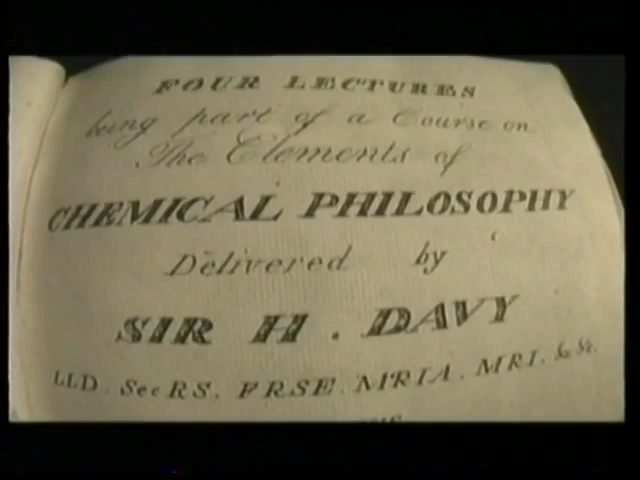 FOUR LECTURES
being part of a Course on
The Elements of
CHEMICAL PHILOSOPHY
Delivered by
SIR H. DAVY
LLD. Sec RS. FRSE. MRIA. MRI. &c &c.